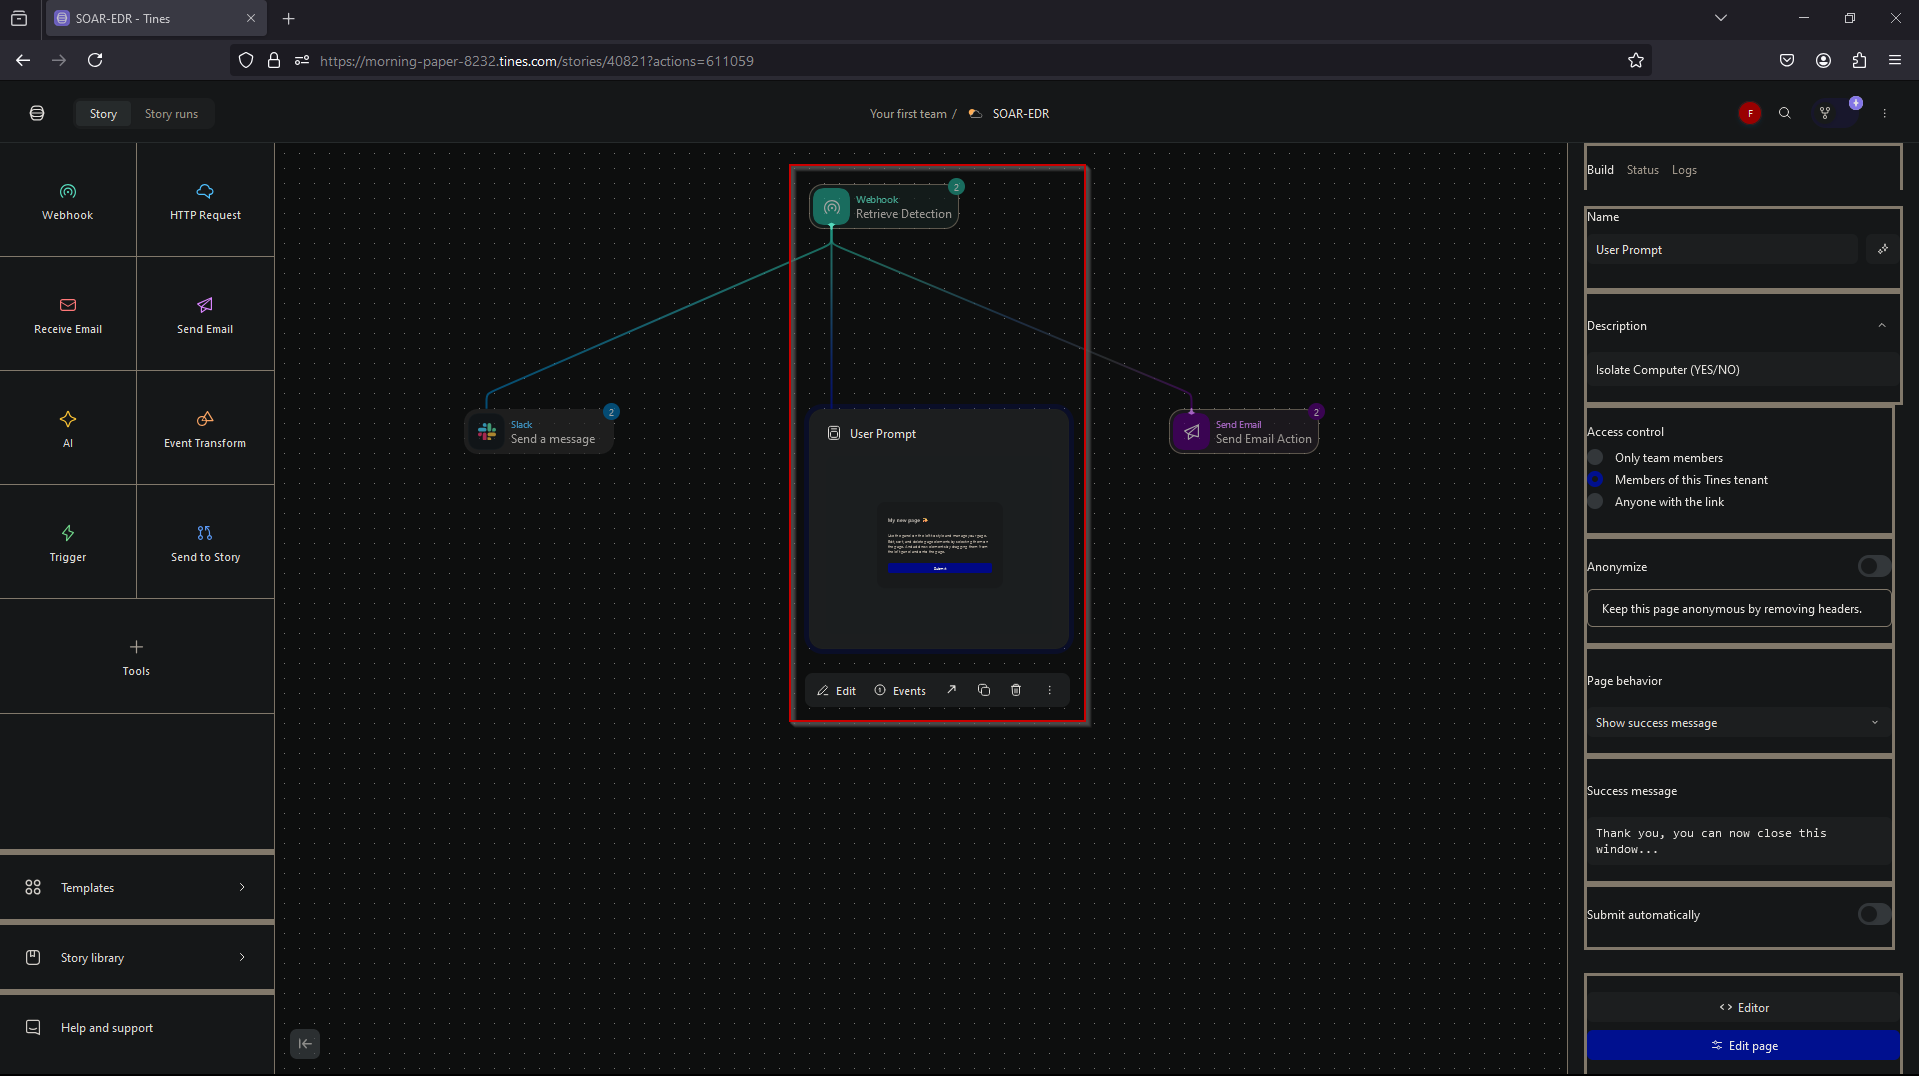 SOAR-EDR - Tines
https://morning-paper-8232.tines.com/stories/40821?actions=611059
Story
Story runs
Your first team /
SOAR-EDR
F
Webhook
HTTP Request
Receive Email
Send Email
AI
Event Transform
Trigger
Send to Story
Tools
Templates
Story library
Help and support
Webhook
Retrieve Detection
2
Slack
Send a message
2
User Prompt
My new page
Submit
Send Email
Send Email Action
2
Edit
Events
Build
Status
Logs
Name
User Prompt
Description
Isolate Computer (YES/NO)
Access control
Only team members
Members of this Tines tenant
Anyone with the link
Anonymize
Keep this page anonymous by removing headers.
Page behavior
Show success message
Success message
Thank you, you can now close this
window...
Submit automatically
Editor
Edit page